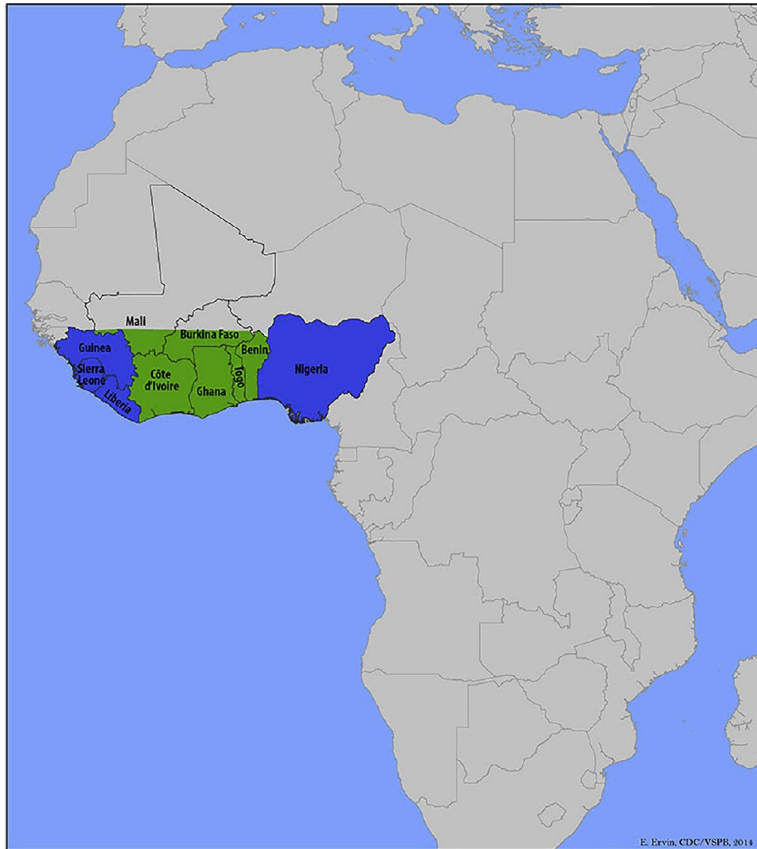 Mali
Burkina Faso
Guinea
Benin
Sierra
Leone
Côte
d'Ivoire
Togo
Nigeria
Ghana
Liberia
E. Ervin, CDC/VSPB, 2014